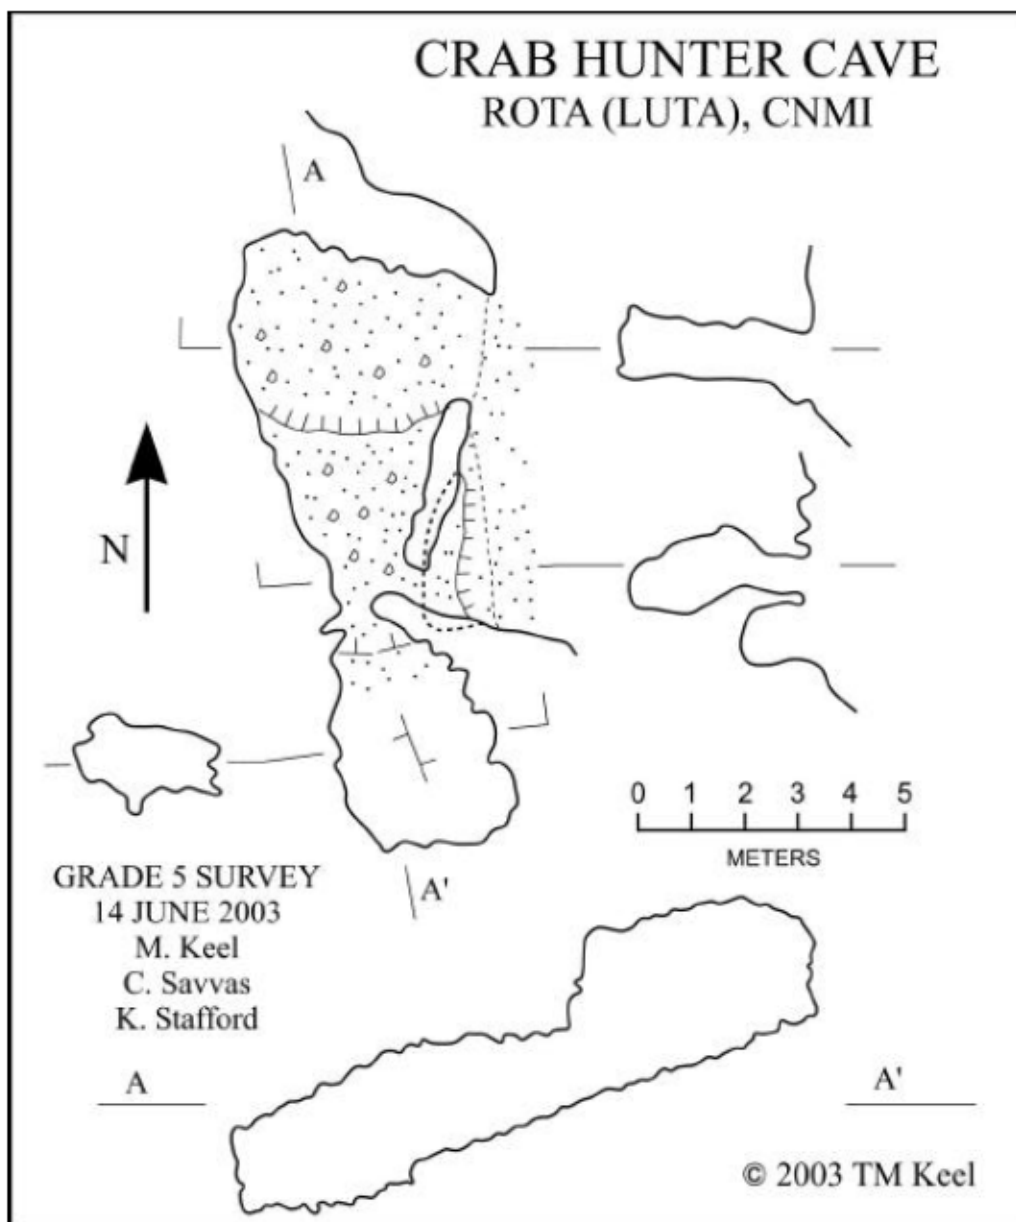 CRAB HUNTER CAVE
ROTA (LUTA), CNMI
A
N
0 1 2 3 4 5
METERS
GRADE 5 SURVEY
14 JUNE 2003
M. Keel
C. Savvas
K. Stafford
A'
A
A'
© 2003 TM Keel